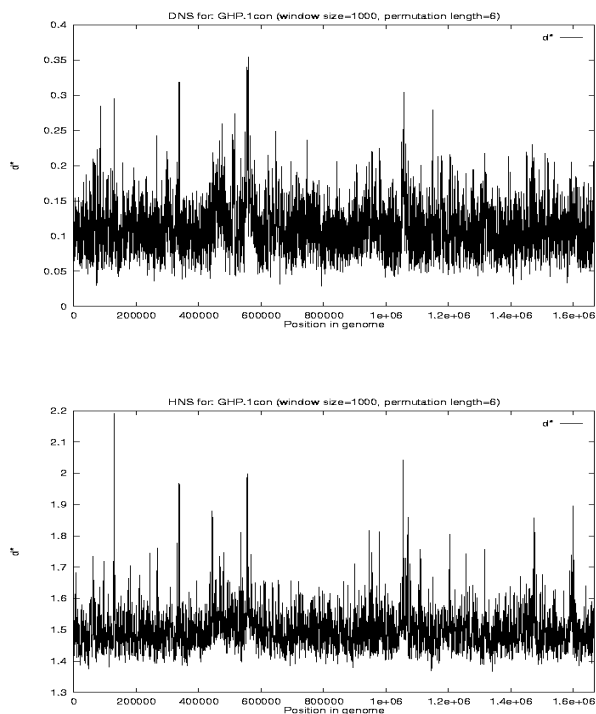 DNS for: GHP.1con (window size=1000, permutation length=6)
0.4
d*
0.35
0.3
0.25
0.2
d*
0.15
0.1
0.05
0
0 200000 400000 600000 800000 1e+06 1.2e+06 1.4e+06 1.6e+06
Position in genome
HNS for: GHP.1con (window size=1000, permutation length=6)
2.2
d*
2.1
2
1.9
1.8
1.7
d*
1.6
1.5
1.4
1.3
0 200000 400000 600000 800000 1e+06 1.2e+06 1.4e+06 1.6e+06
Position in genome